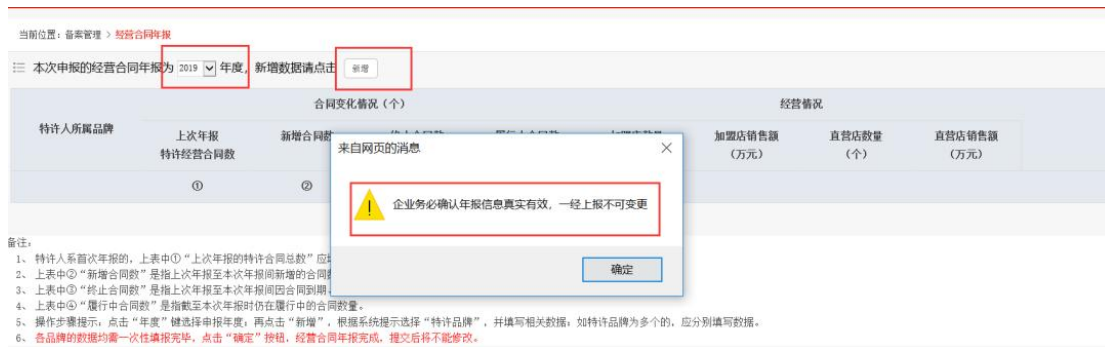 当前位置：备案管理 > 经营合同年报
本次申报的经营合同年报为 2019 年度，新增数据请点击 新增
合同变化情况（个） 经营情况
特许人所属品牌 上次年报 新增合同数 加盟店销售额 直营店数量 直营店销售额
特许经营合同数 （万元） （个） （万元）
① ②
来自网页的消息
企业务必确认年报信息真实有效，一经上报不可变更
确定
备注：
1、 特许人系首次年报的，上表中①“上次年报的特许合同总数”应
2、 上表中②“新增合同数”是指上次年报至本次年报间新增的合同
3、 上表中③“终止合同数”是指上次年报至本次年报间因合同到期
4、 上表中④“履行中合同数”是指截至本次年报时仍在履行中的合同数量。
5、 操作步骤提示：点击“年度”键选择申报年度；再点击“新增”，根据系统提示选择“特许品牌”，并填写相关数据；如特许品牌为多个的，应分别填写数据。
6、 各品牌的数据均需一次性填报完毕，点击“确定”按钮，经营合同年报完成，提交后将不能修改。